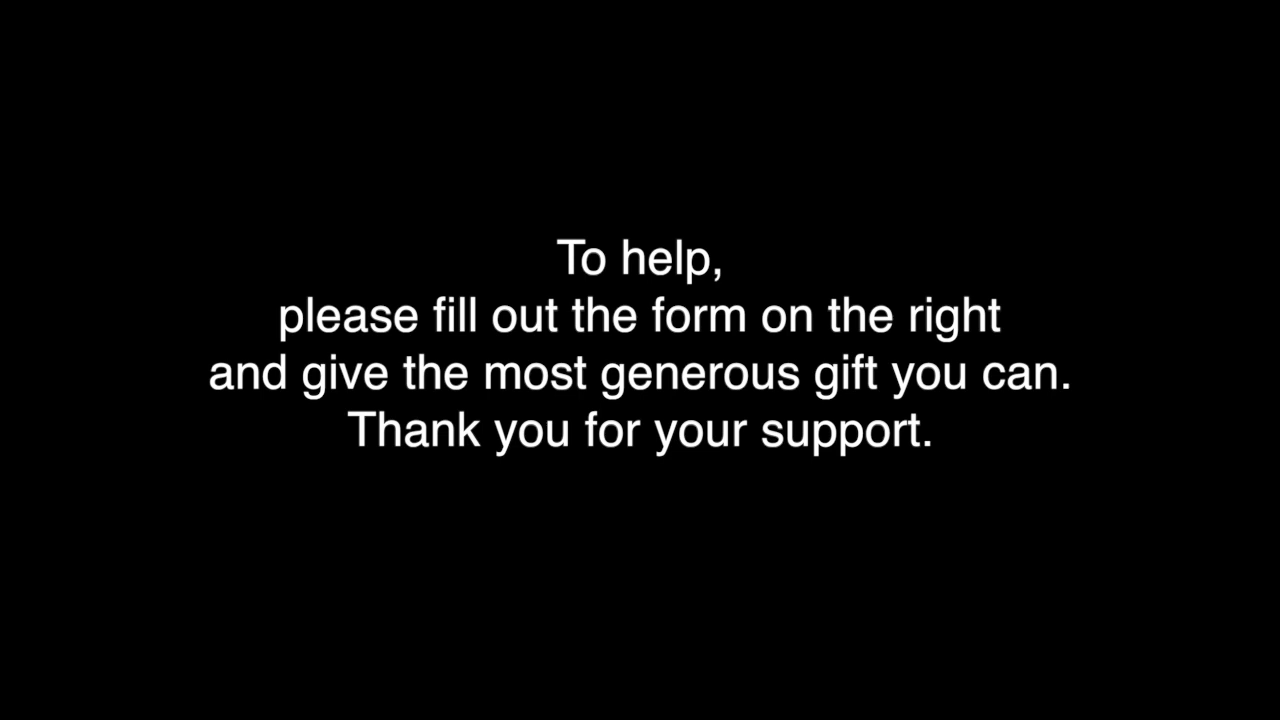 To help,
please fill out the form on the right
and give the most generous gift you can.
Thank you for your support.